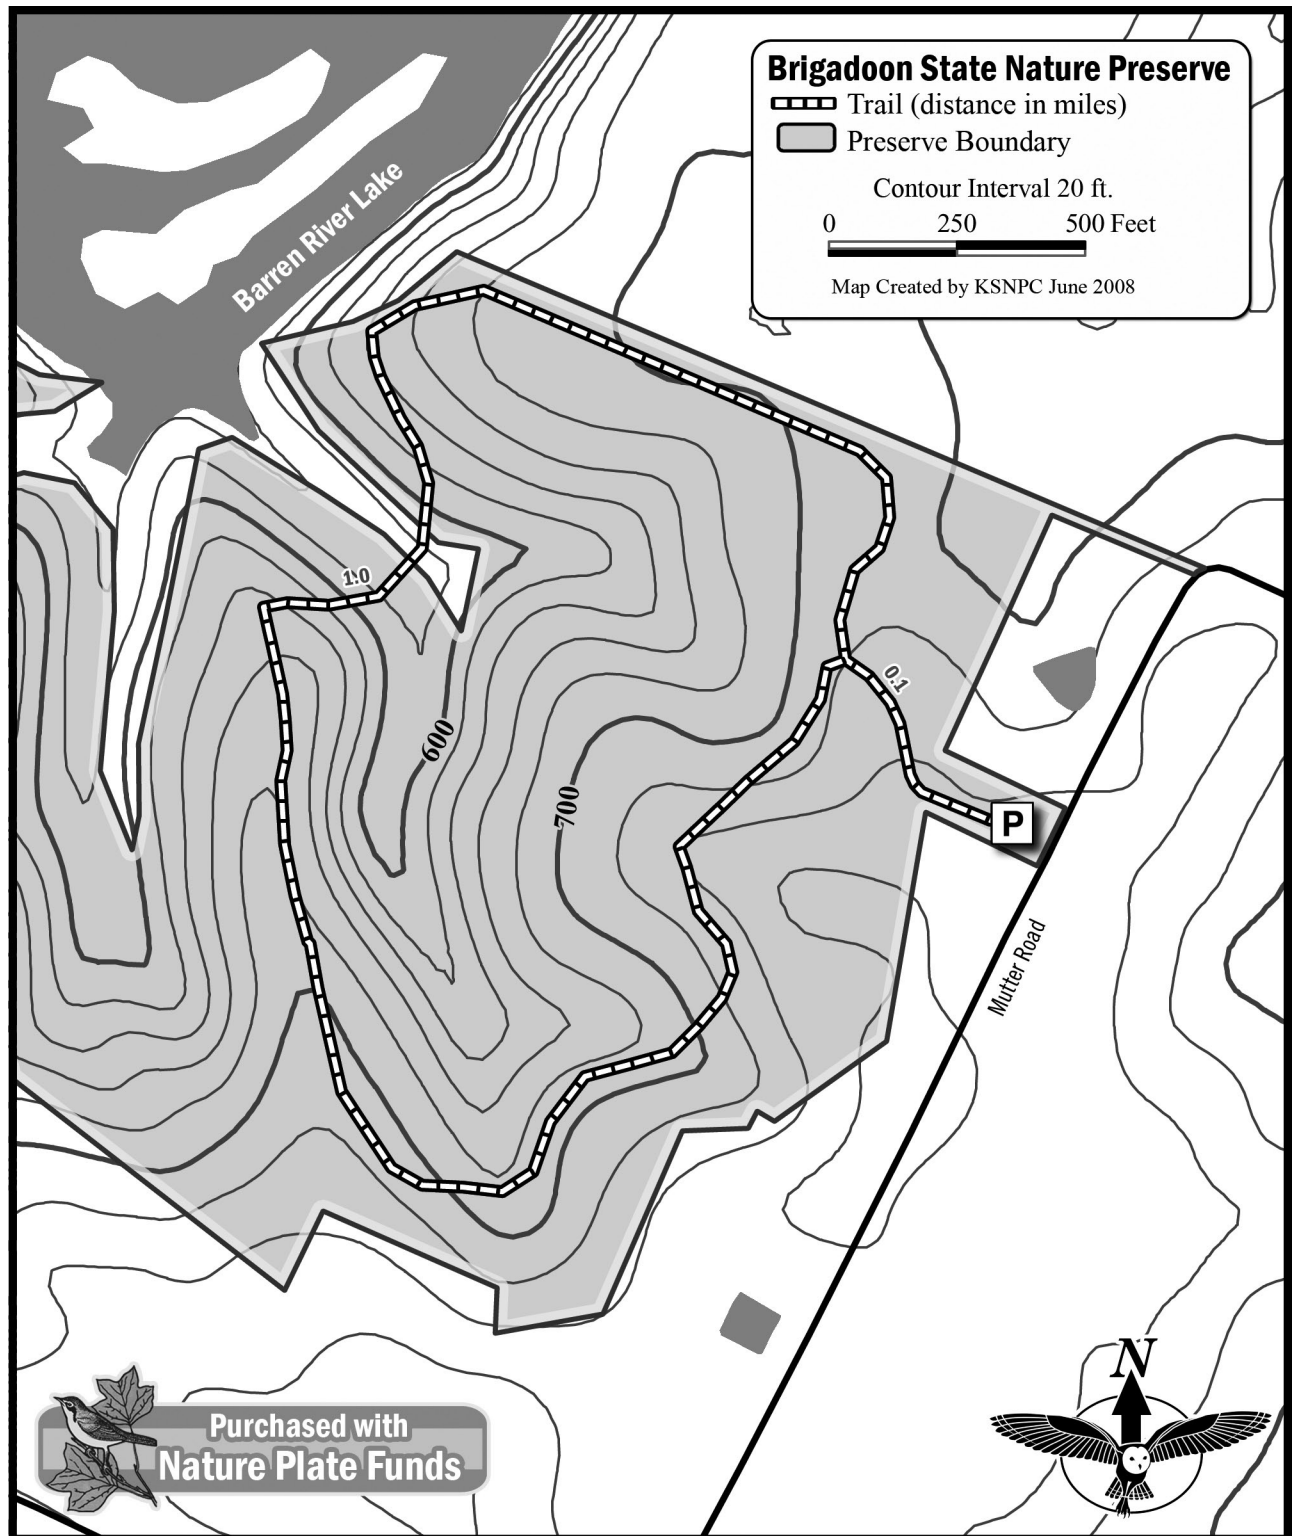 Brigadoon State Nature Preserve
Trail (distance in miles)
Preserve Boundary
Contour Interval 20 ft.
0 250 500 Feet
Map Created by KSNPC June 2008
Barren River Lake
1.0
0.1
600
700
P
Mutter Road
N
Purchased with
Nature Plate Funds